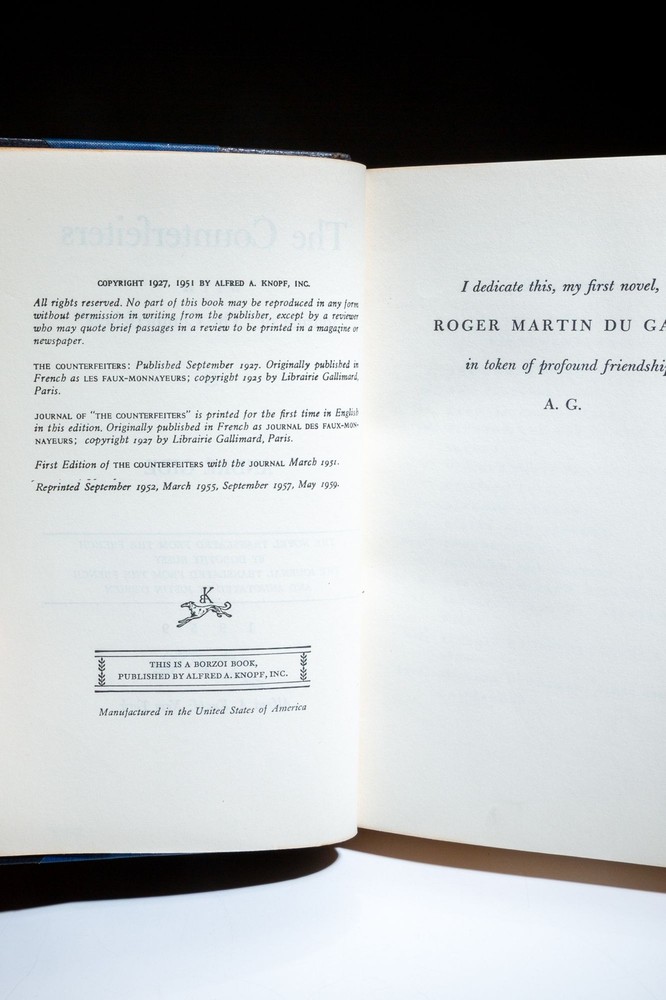 The Counterfeiters
COPYRIGHT 1927, 1951 BY ALFRED A. KNOPF, INC.
All rights reserved. No part of this book may be reproduced in any form
without permission in writing from the publisher, except by a reviewer
who may quote brief passages in a review to be printed in a magazine or
newspaper.
THE COUNTERFEITERS: Published September 1927. Originally published in
French as LES FAUX-MONNAYEURS; copyright 1925 by Librairie Gallimard,
Paris.
JOURNAL OF "THE COUNTERFEITERS" is printed for the first time in English
in this edition. Originally published in French as JOURNAL DES FAUX-MON-
NAYEURS; copyright 1927 by Librairie Gallimard, Paris.
First Edition of THE COUNTERFEITERS with the JOURNAL March 1951.
Reprinted September 1952, March 1955, September 1957, May 1959.
BK
THIS IS A BORZOI BOOK,
PUBLISHED BY ALFRED A. KNOPF, INC.
Manufactured in the United States of America
I dedicate this, my first novel,
ROGER MARTIN DU GA
in token of profound friendship
A. G.